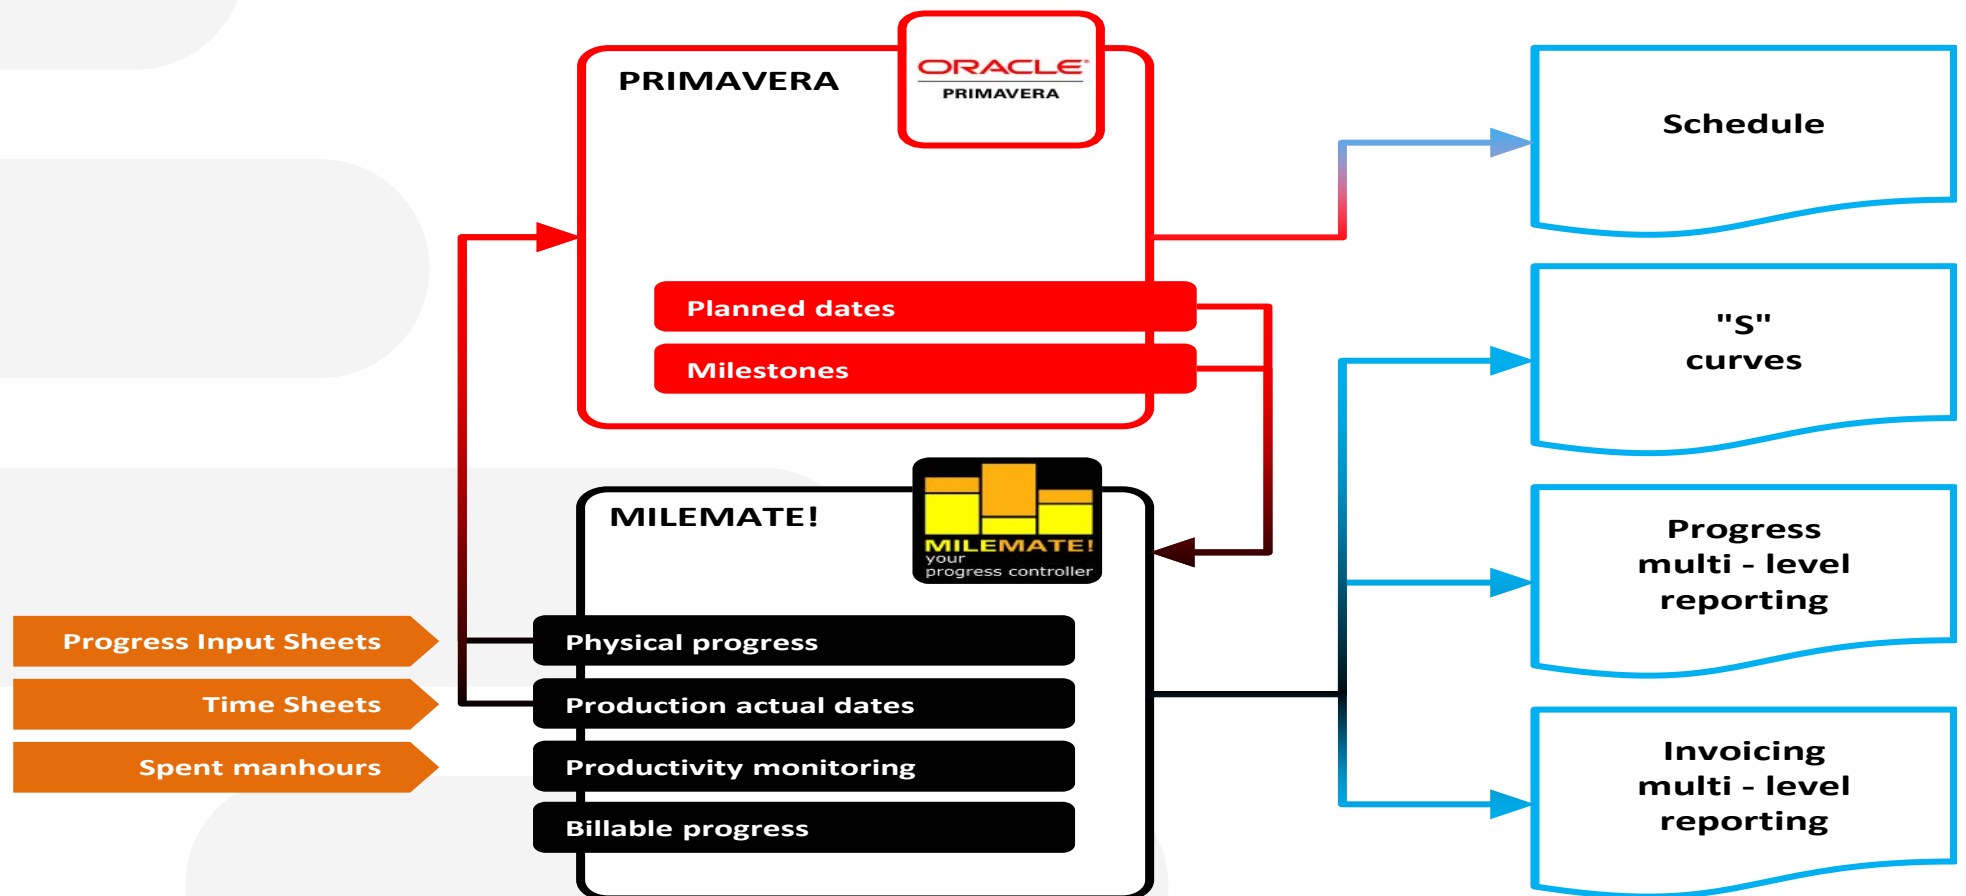 PRIMAVERA
ORACLE®
PRIMAVERA
Planned dates
Milestones
MILEMATE!
MILEMATE!
your
progress controller
Progress Input Sheets
Time Sheets
Spent manhours
Physical progress
Production actual dates
Productivity monitoring
Billable progress
Schedule
"S"
curves
Progress
multi - level
reporting
Invoicing
multi - level
reporting